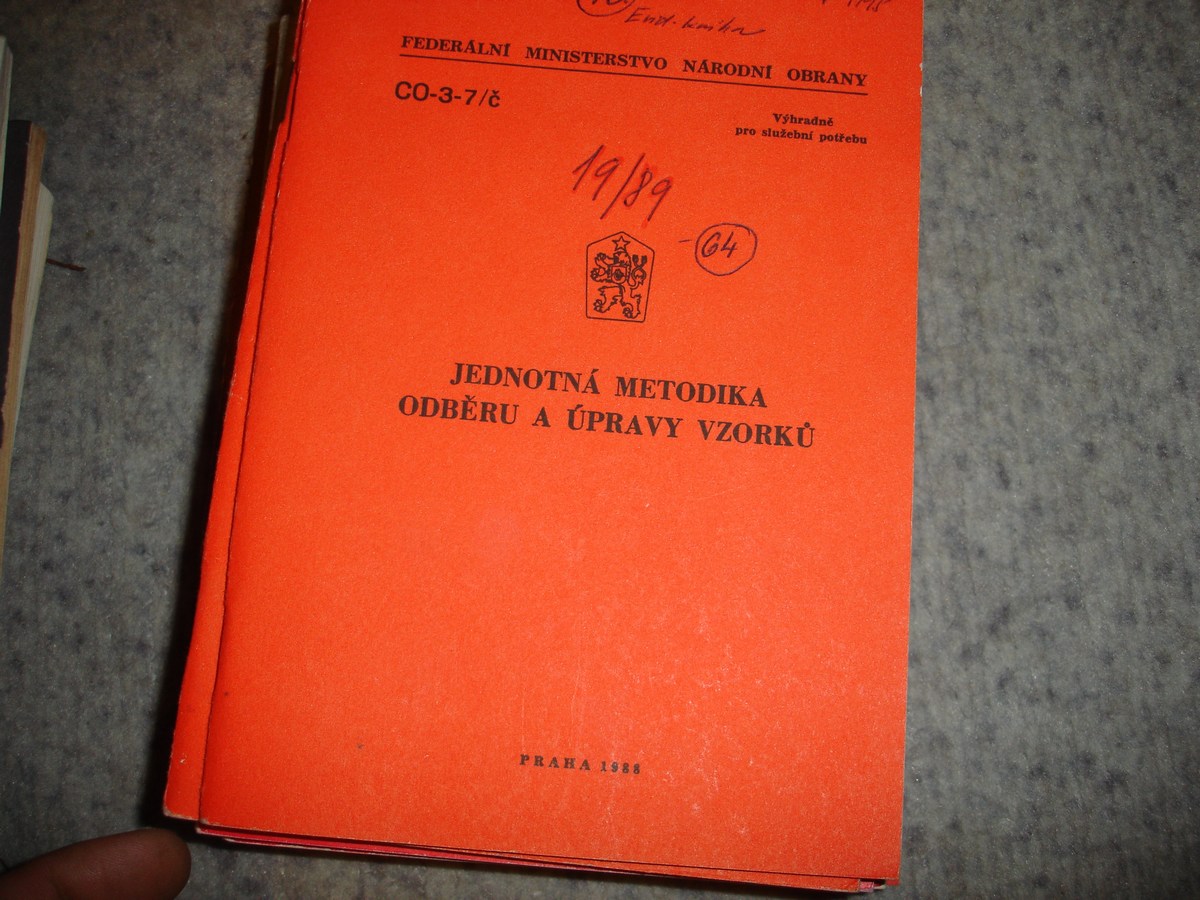 FEDERÁLNÍ MINISTERSTVO NÁRODNÍ OBRANY
CO-3-7/č
Výhradně
pro služební potřebu
19/89
64
JEDNOTNÁ METODIKA
ODBĚRU A ÚPRAVY VZORKŮ
PRAHA 1988